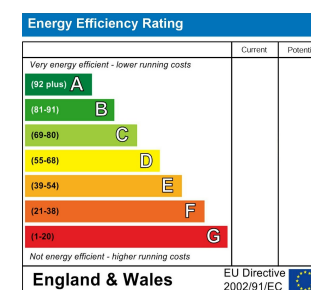 Energy Efficiency Rating
Current
Potenti
Very energy efficient - lower running costs
(92 plus) A
(81-91) B
(69-80) C
(55-68) D
(39-54) E
(21-38) F
(1-20) G
Not energy efficient - higher running costs
England & Wales
EU Directive
2002/91/EC